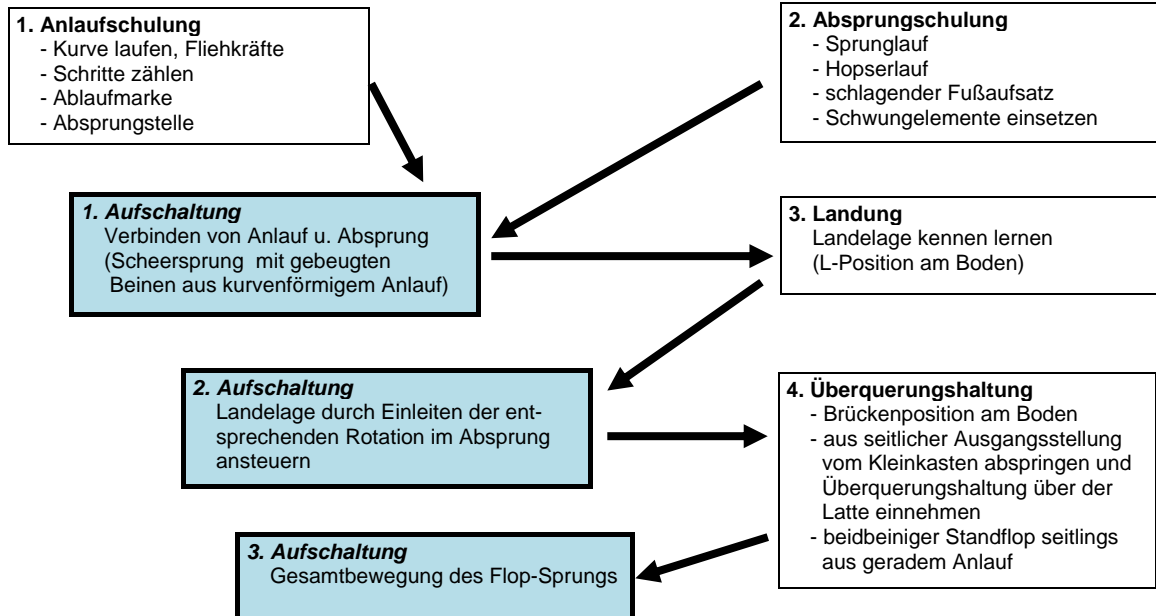 1. Anlaufschulung
- Kurve laufen, Fliehkräfte
- Schritte zählen
- Ablaufmarke
- Absprungstelle
2. Absprungschulung
- Sprunglauf
- Hopserlauf
- schlagender Fußaufsatz
- Schwungelemente einsetzen
1. Aufschaltung
Verbinden von Anlauf u. Absprung
(Scheersprung mit gebeugten
Beinen aus kurvenförmigem Anlauf)
3. Landung
Landelage kennen lernen
(L-Position am Boden)
2. Aufschaltung
Landelage durch Einleiten der ent-
sprechenden Rotation im Absprung
ansteuern
4. Überquerungshaltung
- Brückenposition am Boden
- aus seitlicher Ausgangsstellung
vom Kleinkasten abspringen und
Überquerungshaltung über der
Latte einnehmen
- beidbeiniger Standflop seitlings
aus geradem Anlauf
3. Aufschaltung
Gesamtbewegung des Flop-Sprungs